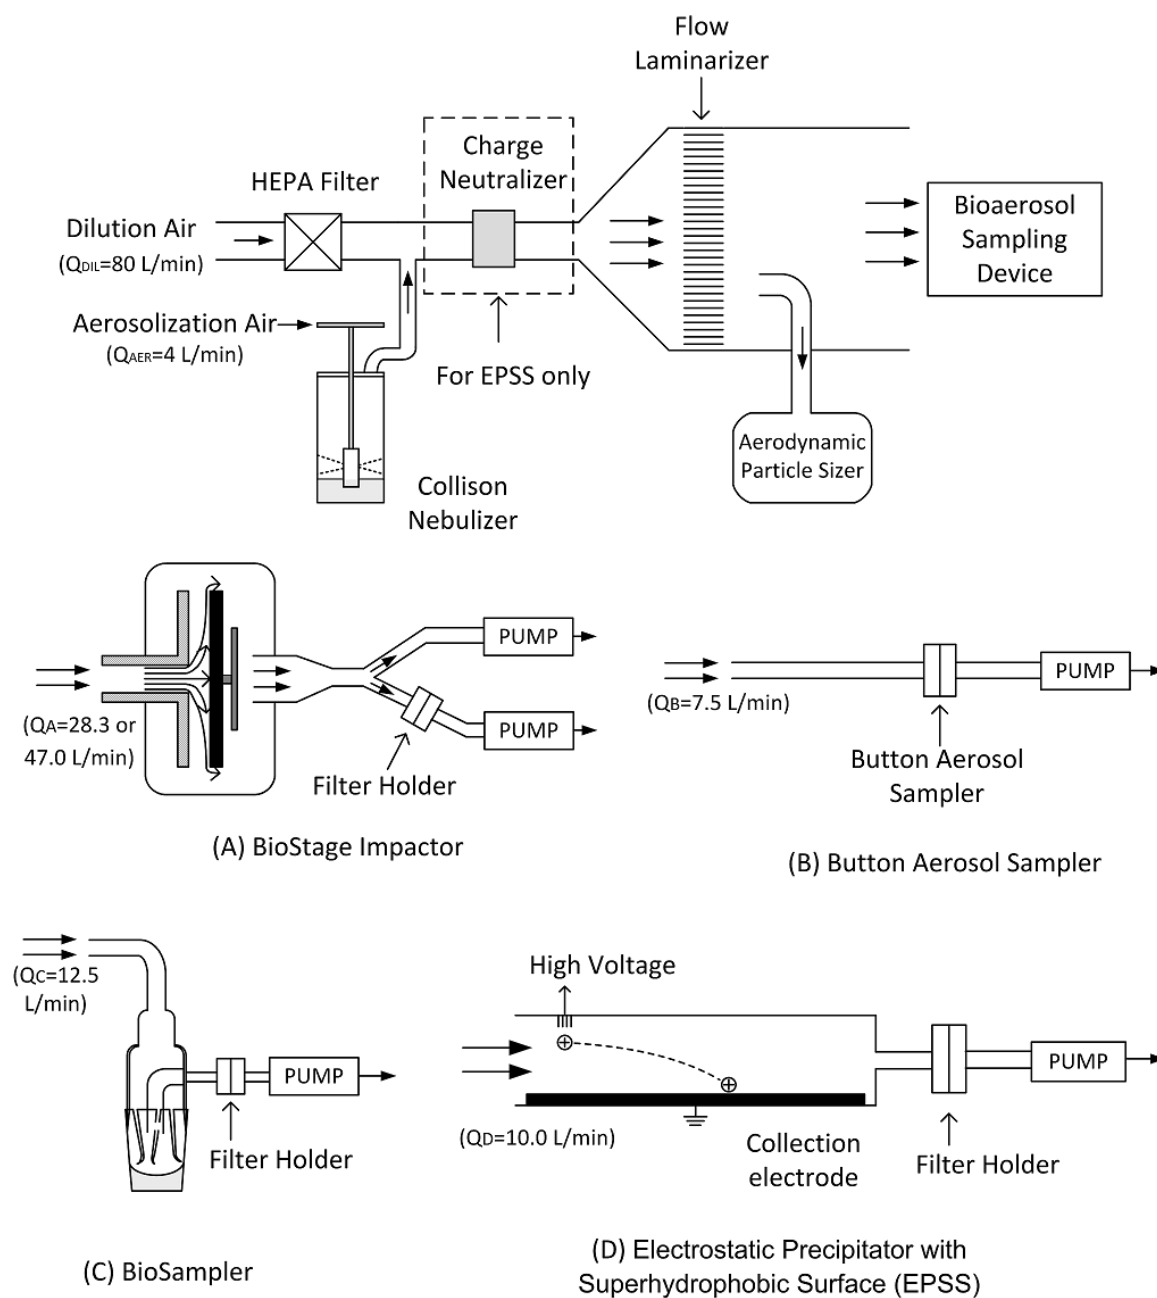 Flow
Laminarizer
Charge
Neutralizer
HEPA Filter
Dilution Air
(QDIL=80 L/min)
Bioaerosol
Sampling
Device
Aerosolization Air
(QAER=4 L/min)
For EPSS only
Aerodynamic
Particle Sizer
Collison
Nebulizer
PUMP
(QA=28.3 or
47.0 L/min)
PUMP
Filter Holder
(A) BioStage Impactor
(QB=7.5 L/min)
PUMP
Button Aerosol
Sampler
(B) Button Aerosol Sampler
(QC=12.5
L/min)
PUMP
Filter Holder
(C) BioSampler
High Voltage
PUMP
(QD=10.0 L/min)
Collection
electrode
Filter Holder
(D) Electrostatic Precipitator with
Superhydrophobic Surface (EPSS)